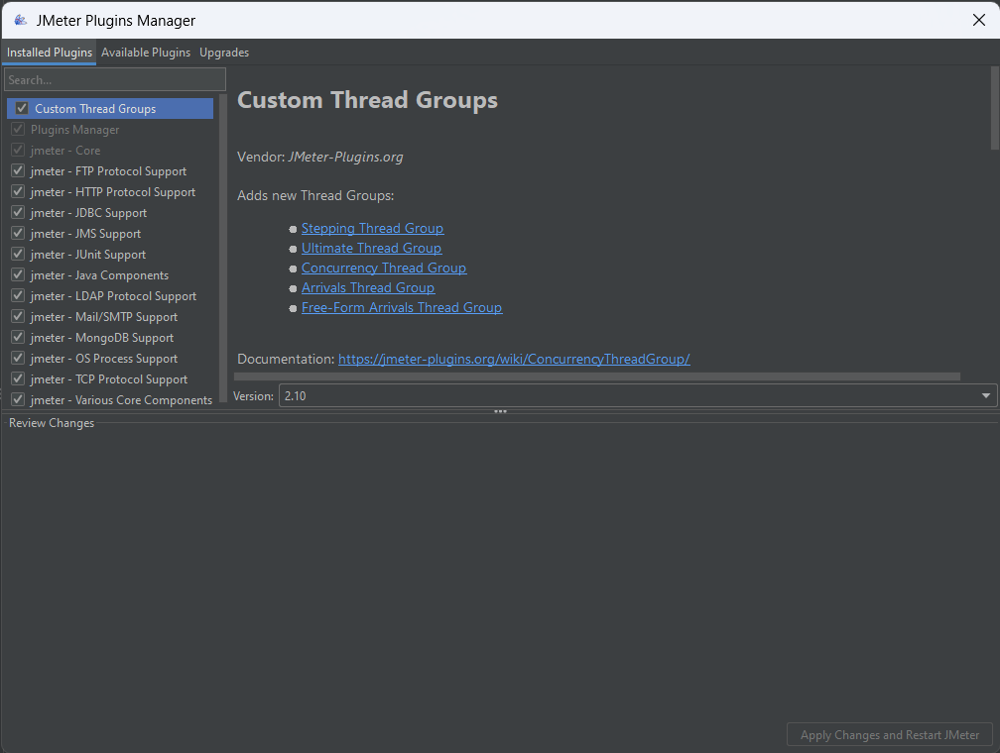 JMeter Plugins Manager
Installed Plugins Available Plugins Upgrades
Search...
Custom Thread Groups
Plugins Manager
jmeter - Core
jmeter - FTP Protocol Support
jmeter - HTTP Protocol Support
jmeter - JDBC Support
jmeter - JMS Support
jmeter - JUnit Support
jmeter - Java Components
jmeter - LDAP Protocol Support
jmeter - Mail/SMTP Support
jmeter - MongoDB Support
jmeter - OS Process Support
jmeter - TCP Protocol Support
jmeter - Various Core Components
Custom Thread Groups
Vendor: JMeter-Plugins.org
Adds new Thread Groups:
Stepping Thread Group
Ultimate Thread Group
Concurrency Thread Group
Arrivals Thread Group
Free-Form Arrivals Thread Group
Documentation: https://jmeter-plugins.org/wiki/ConcurrencyThreadGroup/
Version: 2.10
Review Changes
Apply Changes and Restart JMeter